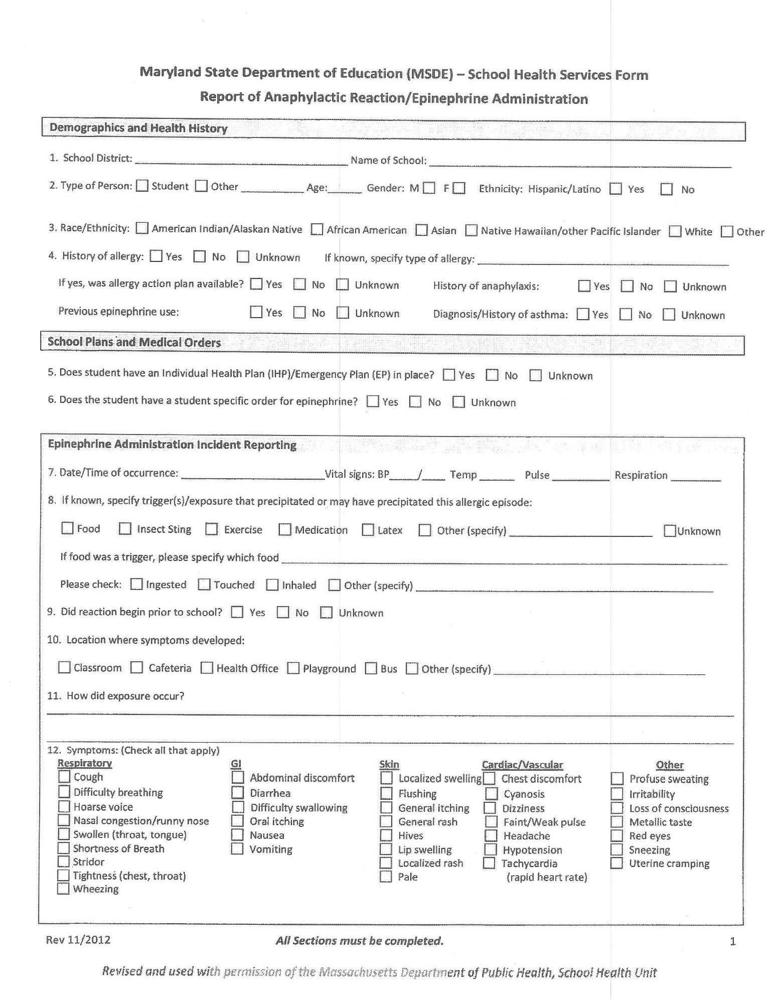 Maryland State Department of Education (MSDE) – School Health Services Form
Report of Anaphylactic Reaction/Epinephrine Administration
Demographics and Health History
1. School District: Name of School:
2. Type of Person: Student Other Age: Gender: M F Ethnicity: Hispanic/Latino Yes No
3. Race/Ethnicity: American Indian/Alaskan Native African American Asian Native Hawaiian/other Pacific Islander White Other
4. History of allergy: Yes No Unknown If known, specify type of allergy:
If yes, was allergy action plan available? Yes No Unknown History of anaphylaxis: Yes No Unknown
Previous epinephrine use: Yes No Unknown Diagnosis/History of asthma: Yes No Unknown
School Plans and Medical Orders
5. Does student have an Individual Health Plan (IHP)/Emergency Plan (EP) in place? Yes No Unknown
6. Does the student have a student specific order for epinephrine? Yes No Unknown
Epinephrine Administration Incident Reporting
7. Date/Time of occurrence: Vital signs: BP / Temp Pulse Respiration
8. If known, specify trigger(s)/exposure that precipitated or may have precipitated this allergic episode:
Food Insect Sting Exercise Medication Latex Other (specify) Unknown
If food was a trigger, please specify which food
Please check: Ingested Touched Inhaled Other (specify)
9. Did reaction begin prior to school? Yes No Unknown
10. Location where symptoms developed:
Classroom Cafeteria Health Office Playground Bus Other (specify)
11. How did exposure occur?
12. Symptoms: (Check all that apply)
Respiratory GI Skin Cardiac/Vascular Other
Cough Abdominal discomfort Localized swelling Chest discomfort Profuse sweating
Difficulty breathing Diarrhea Flushing Cyanosis Irritability
Hoarse voice Difficulty swallowing General itching Dizziness Loss of consciousness
Nasal congestion/runny nose Oral itching General rash Faint/Weak pulse Metallic taste
Swollen (throat, tongue) Nausea Hives Headache Red eyes
Shortness of Breath Vomiting Lip swelling Hypotension Sneezing
Stridor Localized rash Tachycardia Uterine cramping
Tightness (chest, throat) Pale (rapid heart rate)
Wheezing
Rev 11/2012 All Sections must be completed. 1
Revised and used with permission of the Massachusetts Department of Public Health, School Health Unit